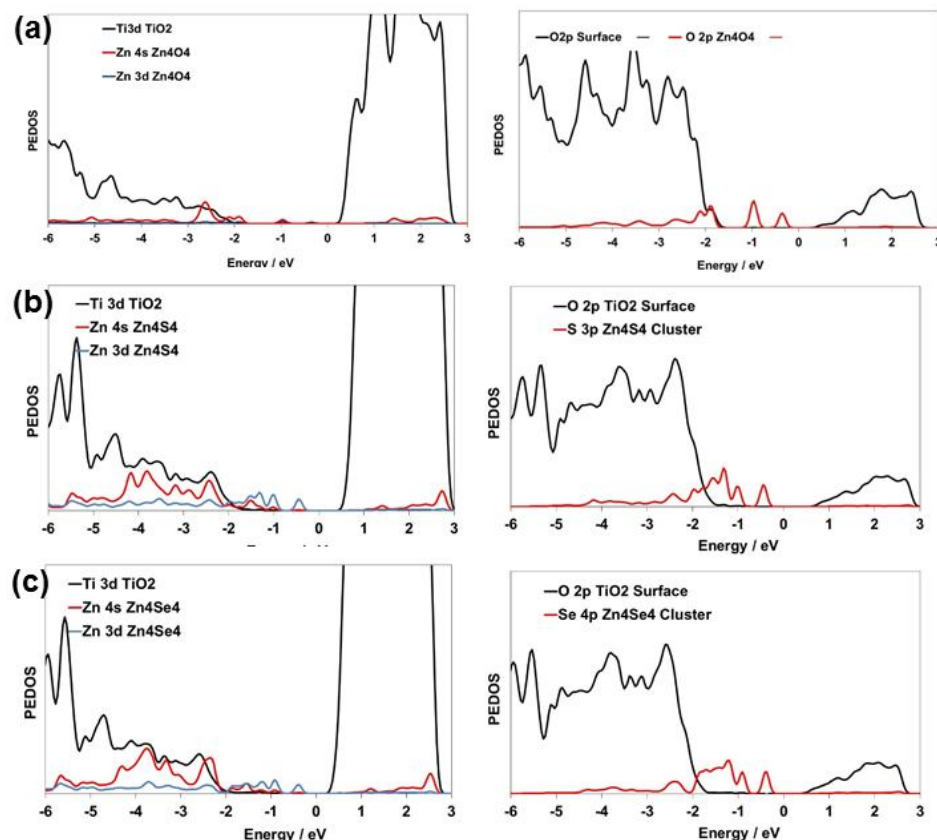 (a)
Ti3d TiO2
Zn 4s Zn4O4
Zn 3d Zn4O4
PEDOS
-6 -5 -4 -3 -2 -1 0 1 2 3
Energy / eV
O2p Surface
O 2p Zn4O4
PEDOS
-6 -5 -4 -3 -2 -1 0 1 2 3
Energy / eV
(b)
Ti 3d TiO2
Zn 4s Zn4S4
Zn 3d Zn4S4
PEDOS
-6 -5 -4 -3 -2 -1 0 1 2 3
O 2p TiO2 Surface
S 3p Zn4S4 Cluster
PEDOS
-6 -5 -4 -3 -2 -1 0 1 2 3
Energy / eV
(c)
Ti 3d TiO2
Zn 4s Zn4Se4
Zn 3d Zn4Se4
PEDOS
-6 -5 -4 -3 -2 -1 0 1 2 3
Energy / eV
O 2p TiO2 Surface
Se 4p Zn4Se4 Cluster
PEDOS
-6 -5 -4 -3 -2 -1 0 1 2 3
Energy / eV